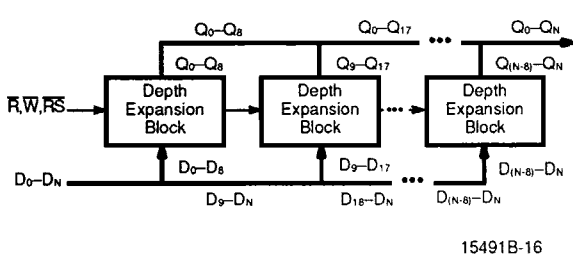 Q0–Q8 Q0–Q17 ••• Q0–QN
Q0–Q8 Q9–Q17 Q(N-8)–QN
R,W,RS
Depth Expansion Block
Depth Expansion Block
•••
Depth Expansion Block
D0–D8 D9–D17 D(N-8)–DN
D0–DN
D9–DN D18–DN ••• D(N-8)–DN
15491B-16